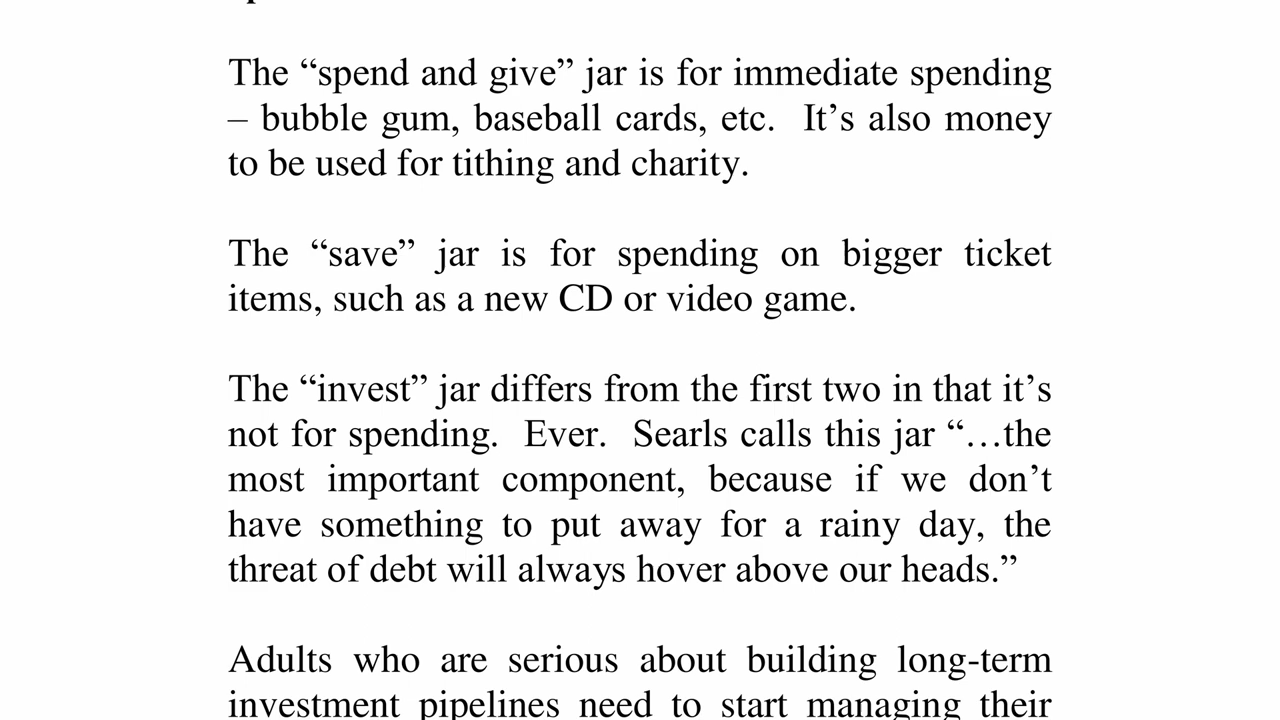 The “spend and give” jar is for immediate spending
– bubble gum, baseball cards, etc.  It’s also money
to be used for tithing and charity.
The “save” jar is for spending on bigger ticket
items, such as a new CD or video game.
The “invest” jar differs from the first two in that it’s
not for spending.  Ever.  Searls calls this jar “…the
most important component, because if we don’t
have something to put away for a rainy day, the
threat of debt will always hover above our heads.”
Adults who are serious about building long-term
investment pipelines need to start managing their